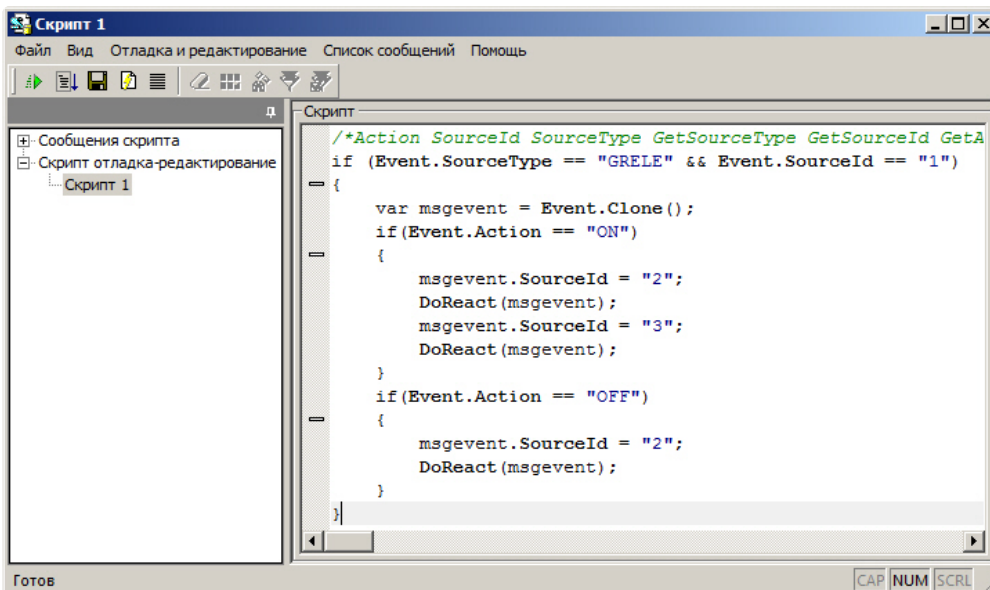 Скрипт 1
Файл Вид Отладка и редактирование Список сообщений Помощь
Сообщения скрипта
Скрипт отладка-редактирование
Скрипт 1
Скрипт
/*Action SourceId SourceType GetSourceType GetSourceId GetA
if (Event.SourceType == "GRELE" && Event.SourceId == "1")
{
var msgevent = Event.Clone();
if(Event.Action == "ON")
{
msgevent.SourceId = "2";
DoReact(msgevent);
msgevent.SourceId = "3";
DoReact(msgevent);
}
if(Event.Action == "OFF")
{
msgevent.SourceId = "2";
DoReact(msgevent);
}
}
Готов
CAP NUM SCRL